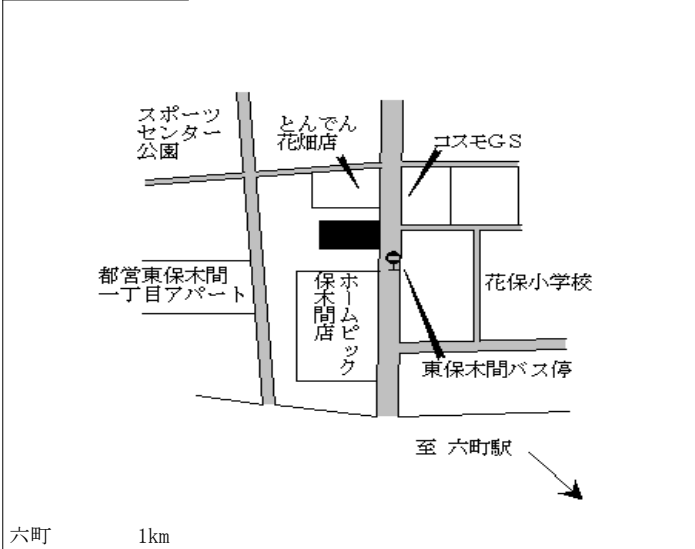 スポーツ
センター
公園
とんでん
花畑店
コスモGS
都営東保木間
一丁目アパート
ホームピック
保木間店
花保小学校
東保木間バス停
至 六町駅
六町 1km